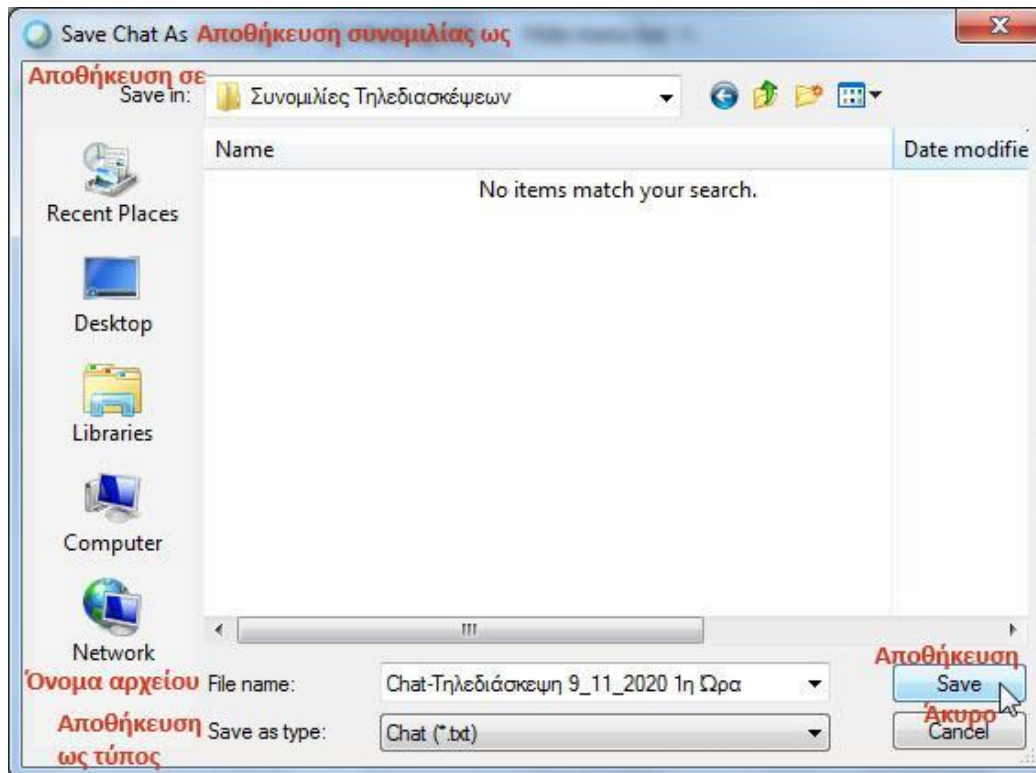 Save Chat As Αποθήκευση συνομιλίας ως
Αποθήκευση σε
Save in: Συνομιλίες Τηλεδιασκέψεων
Name Date modifie
No items match your search.
Recent Places
Desktop
Libraries
Computer
Network
Αποθήκευση
Όνομα αρχείου File name: Chat-Τηλεδιάσκεψη 9_11_2020 1η Ώρα Save
Αποθήκευση Save as type: Chat (*.txt) Άκυρο Cancel
ως τύπος